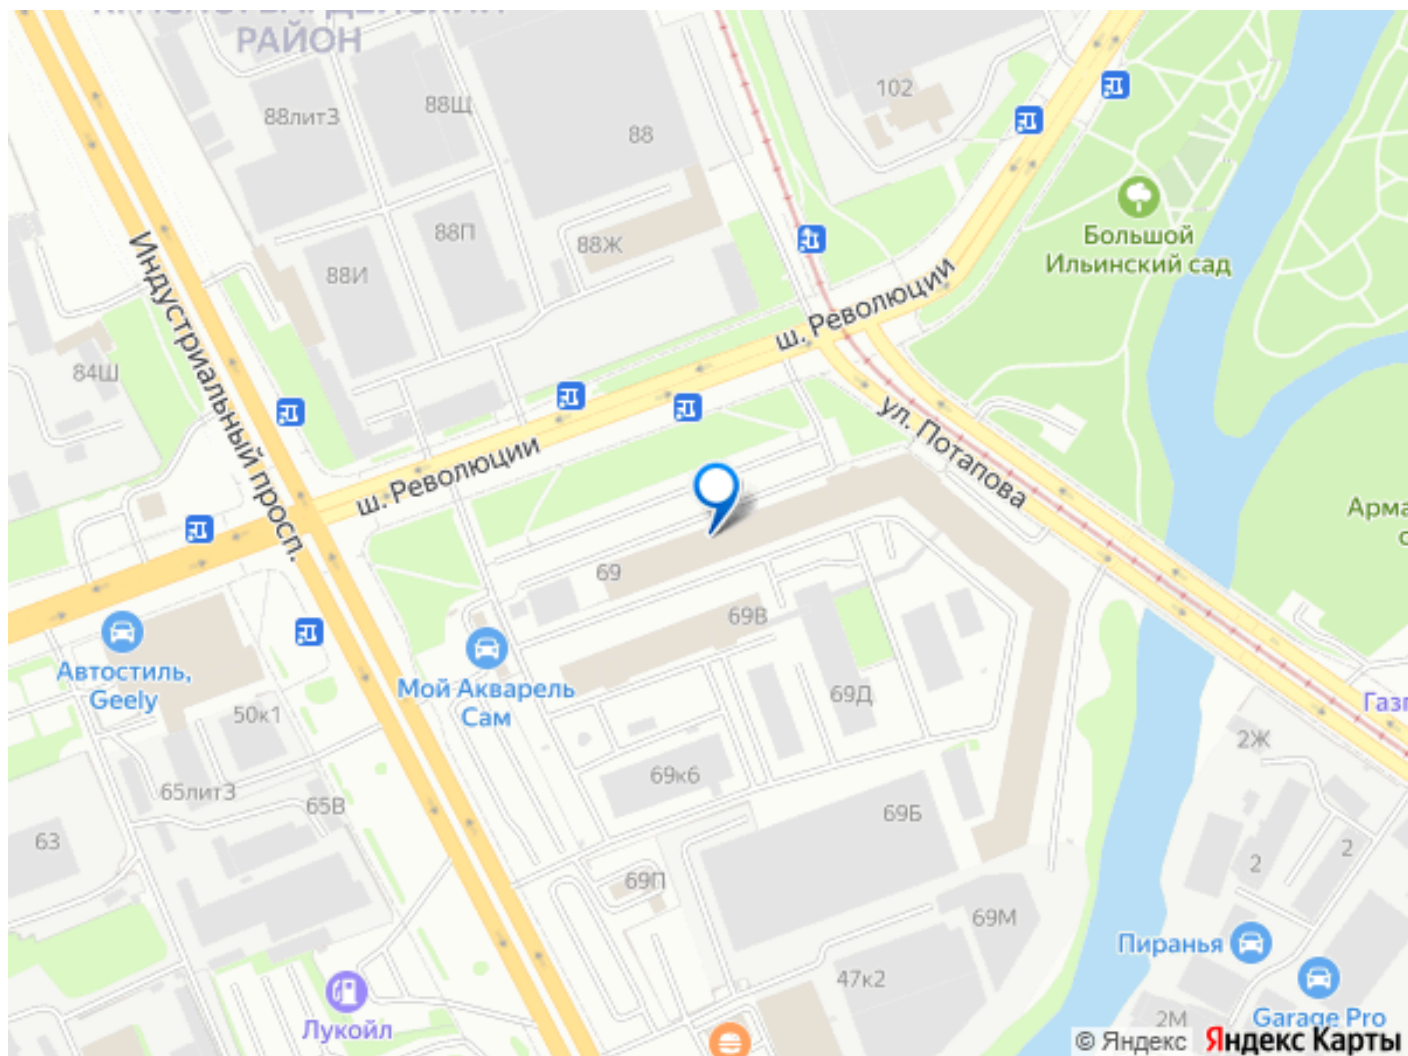 РАЙОН
88лит3
88Щ
88
102
88П
88Ж
88И
84Ш
Большой
Ильинский сад
Индустриальный просп.
ш. Революции
ш. Революции
ул. Потапова
69
69В
69Д
69к6
69Б
69П
69М
47к2
Автостиль,
Geely
Мой Акварель
Сам
50к1
65лит3
65В
63
Лукойл
2Ж
2
2
Пиранья
Garage Pro
2М
© Яндекс Яндекс Карты